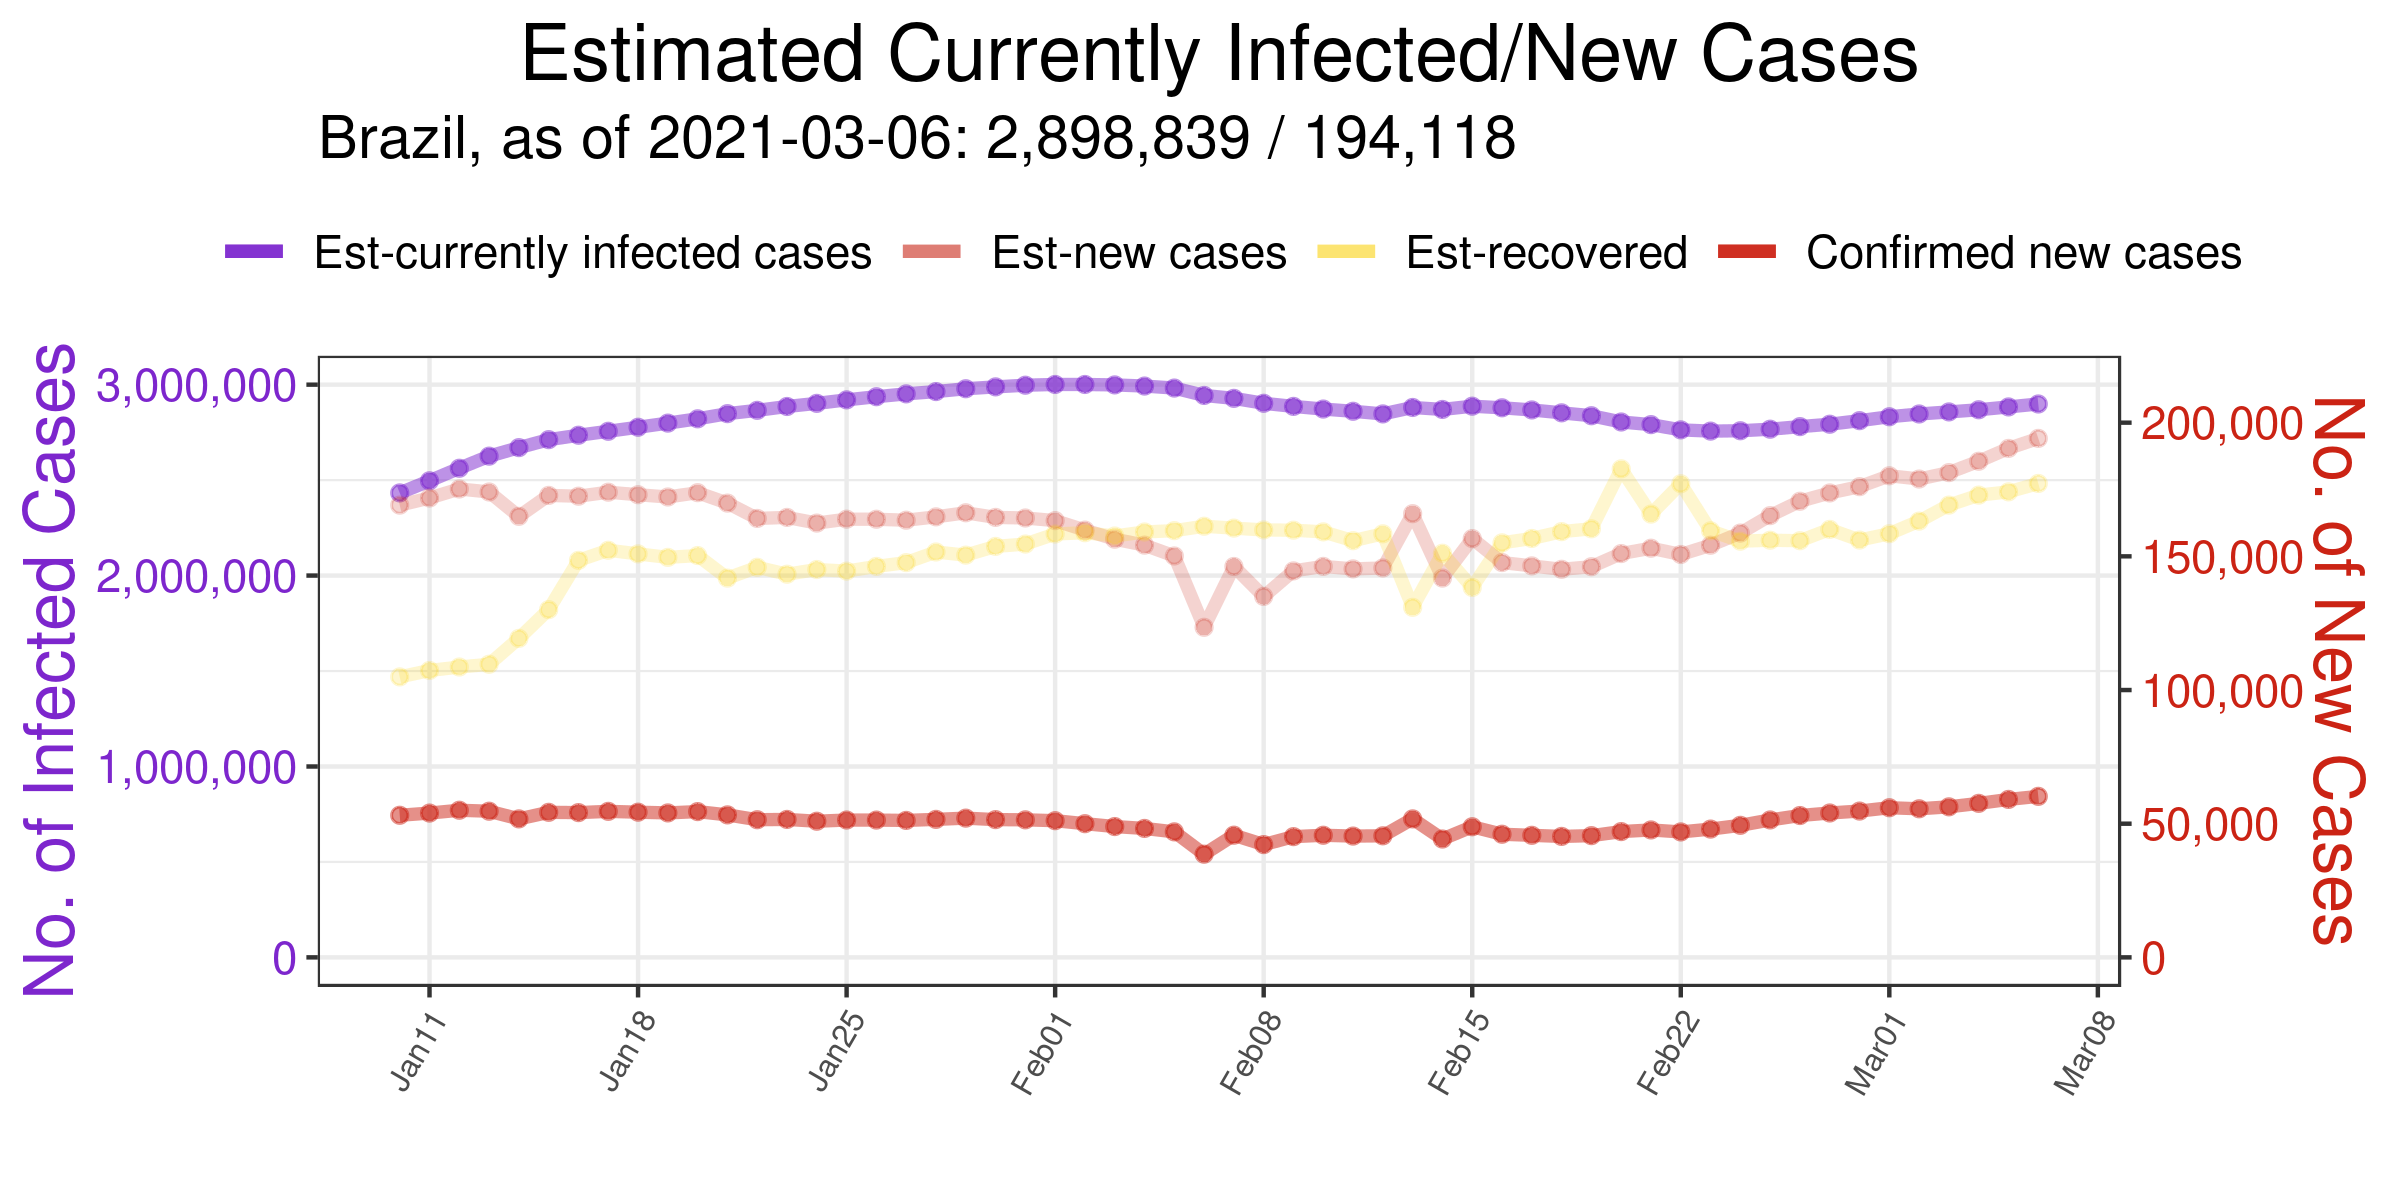 Estimated Currently Infected/New Cases
Brazil, as of 2021-03-06: 2,898,839 / 194,118
Est-currently infected cases Est-new cases Est-recovered Confirmed new cases
No. of Infected Cases
3,000,000
2,000,000
1,000,000
0
200,000
150,000
100,000
50,000
0
No. of New Cases
Jan11 Jan18 Jan25 Feb01 Feb08 Feb15 Feb22 Mar01 Mar08